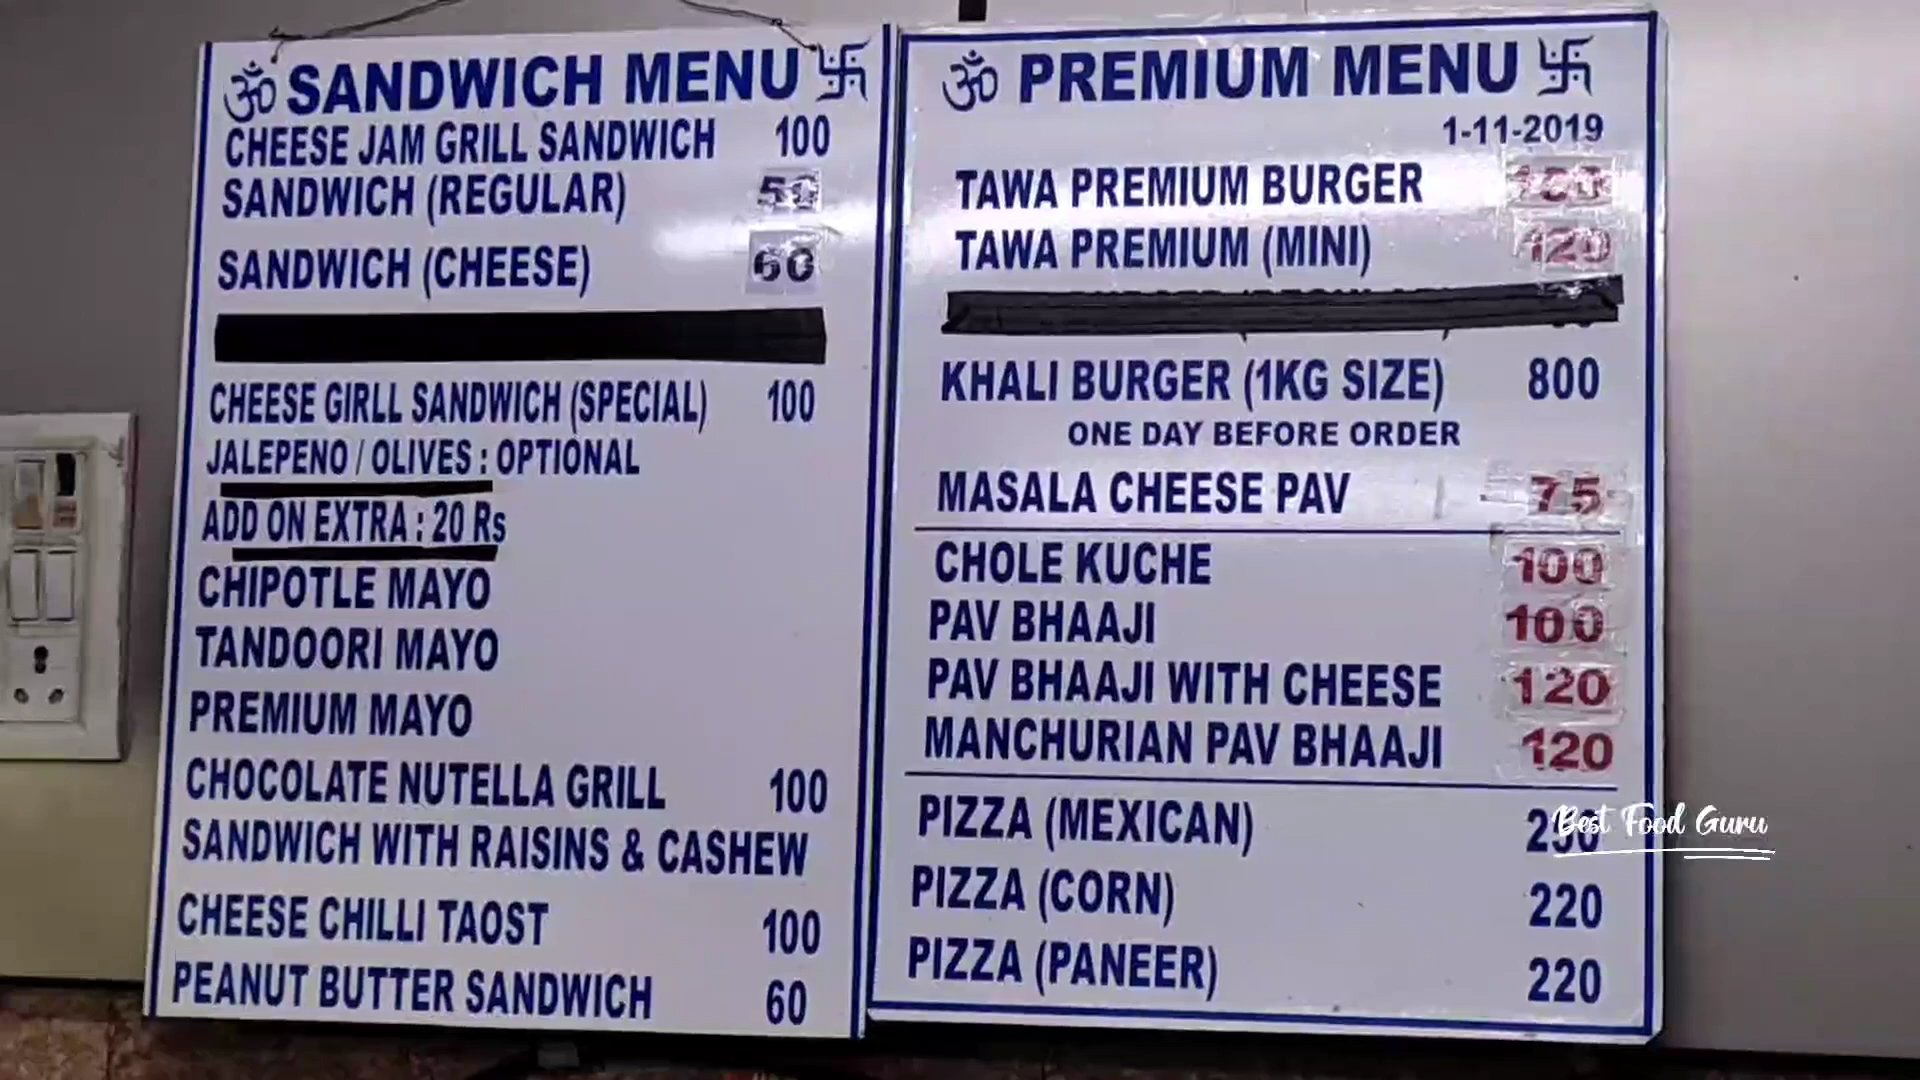 ॐ SANDWICH MENU 卐
CHEESE JAM GRILL SANDWICH 100
SANDWICH (REGULAR) 50
SANDWICH (CHEESE) 60
CHEESE GIRLL SANDWICH (SPECIAL) 100
JALEPENO / OLIVES : OPTIONAL
ADD ON EXTRA : 20 Rs
CHIPOTLE MAYO
TANDOORI MAYO
PREMIUM MAYO
CHOCOLATE NUTELLA GRILL 100
SANDWICH WITH RAISINS & CASHEW
CHEESE CHILLI TAOST 100
PEANUT BUTTER SANDWICH 60
ॐ PREMIUM MENU 卐
1-11-2019
TAWA PREMIUM BURGER
TAWA PREMIUM (MINI) 120
KHALI BURGER (1KG SIZE) 800
ONE DAY BEFORE ORDER
MASALA CHEESE PAV 75
CHOLE KUCHE 100
PAV BHAAJI 100
PAV BHAAJI WITH CHEESE 120
MANCHURIAN PAV BHAAJI 120
PIZZA (MEXICAN)
PIZZA (CORN) 220
PIZZA (PANEER) 220
Best Food Guru